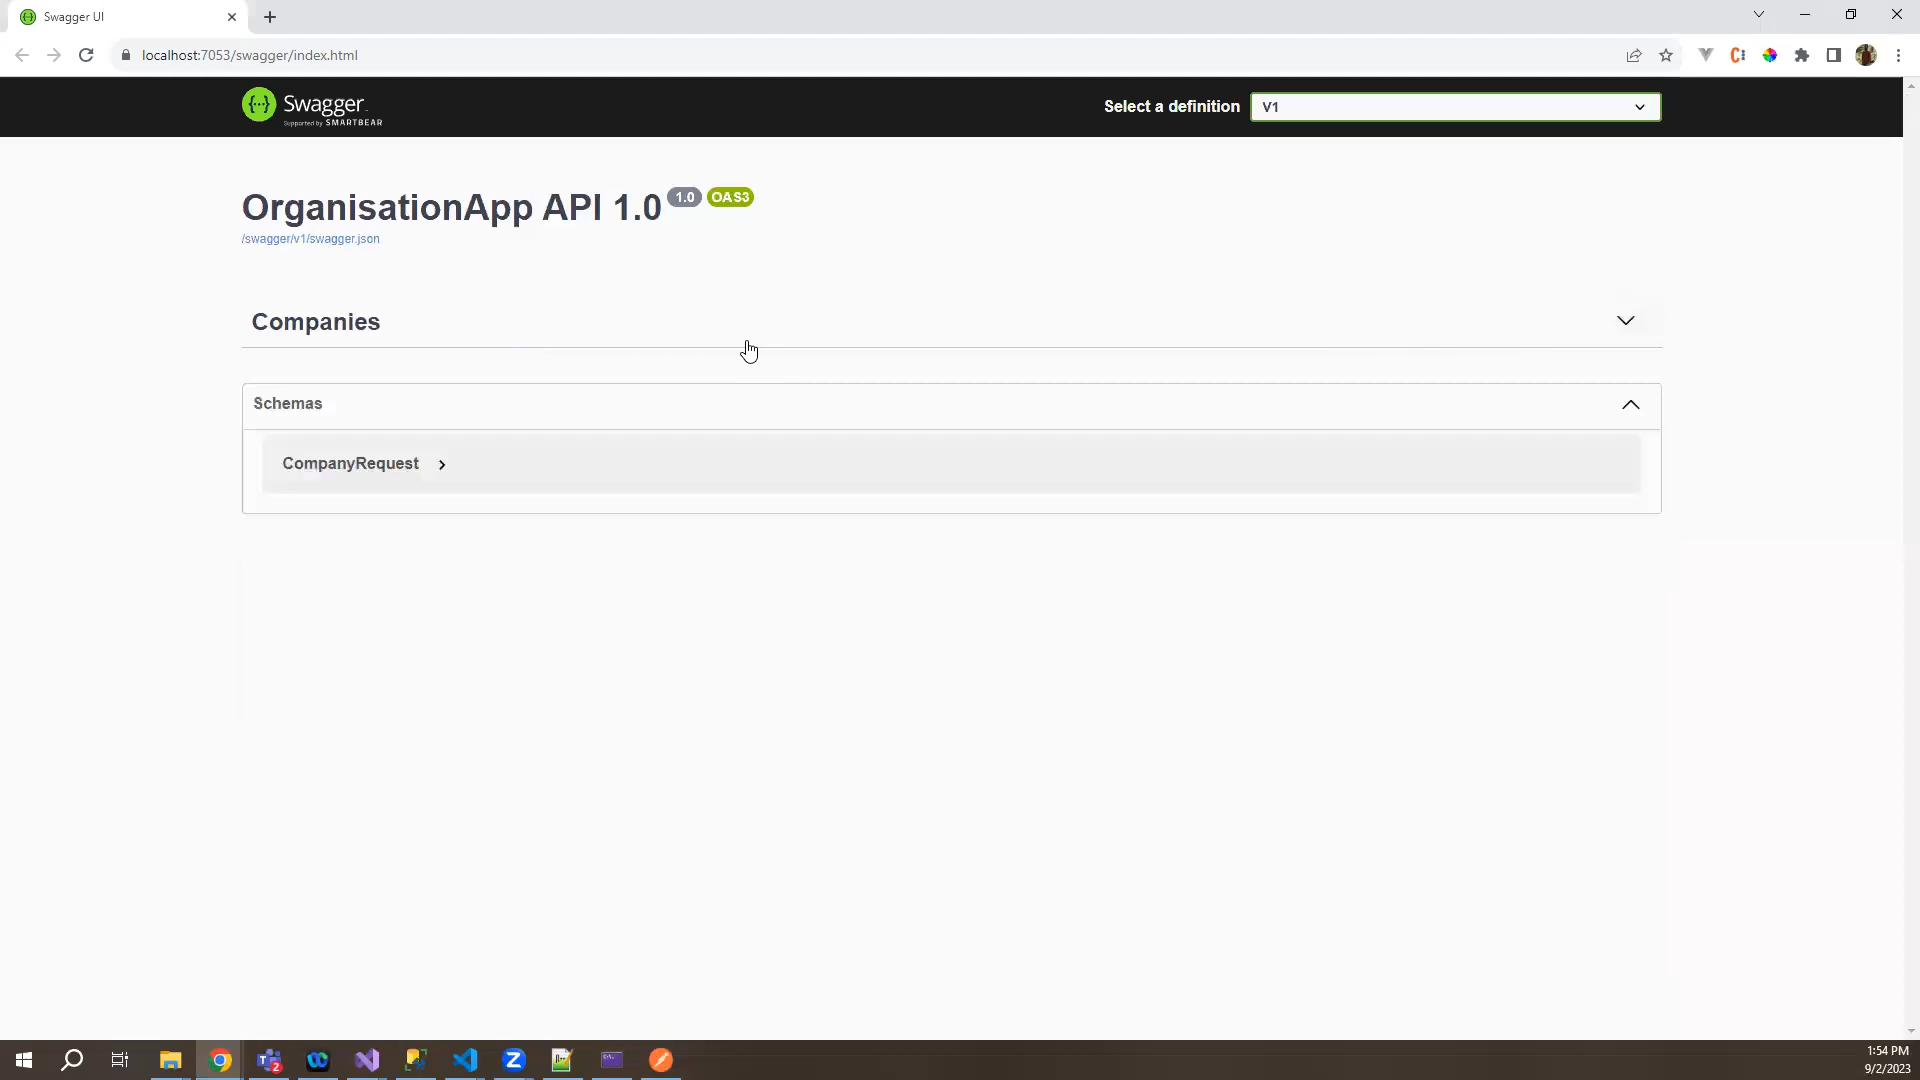 Swagger UI
localhost:7053/swagger/index.html
Swagger
Supported by SMARTBEAR
Select a definition
V1
OrganisationApp API 1.0
1.0
OAS3
/swagger/v1/swagger.json
Companies
Schemas
CompanyRequest
1:54 PM
9/2/2023